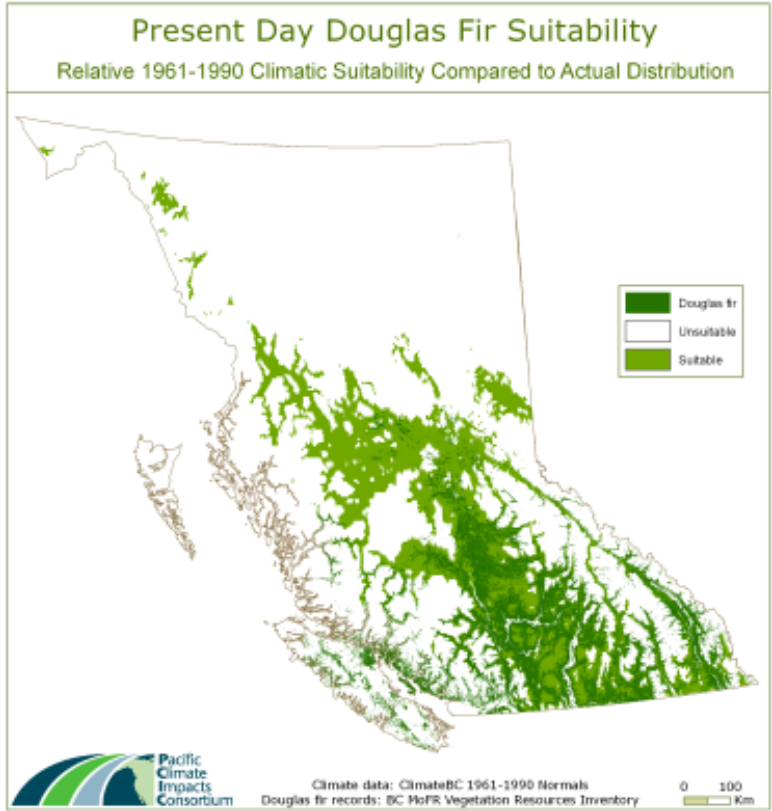 Present Day Douglas Fir Suitability
Relative 1961-1990 Climatic Suitability Compared to Actual Distribution
Douglas fir
Unsuitable
Suitable
Pacific
Climate
Impacts
Consortium
Climate data: ClimateBC 1961-1990 Normals
Douglas fir records: BC MoFR Vegetation Resources Inventory
0 100
Km